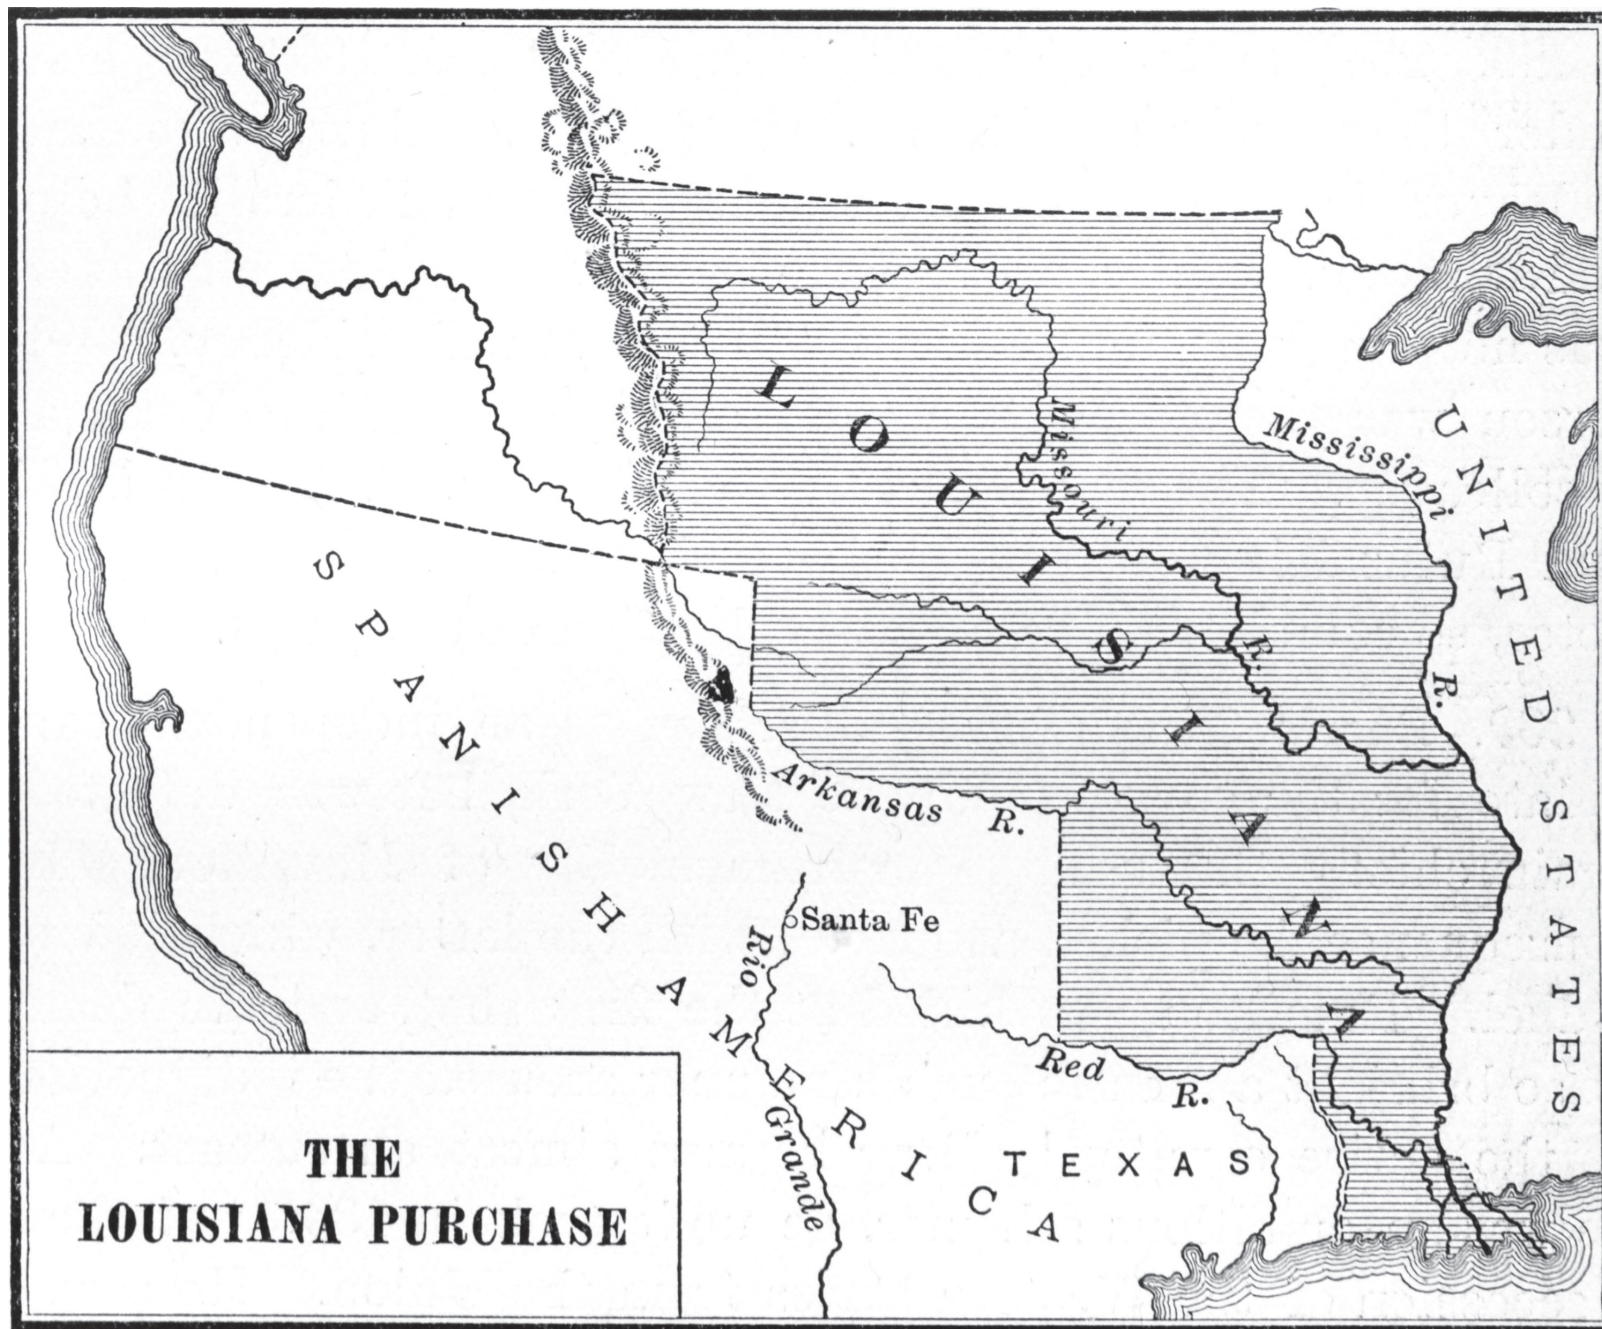 LOUISIANA
Missouri R.
Mississippi R.
UNITED STATES
SPANISH AMERICA
Arkansas R.
Santa Fe
Rio Grande
Red R.
TEXAS
THE
LOUISIANA PURCHASE